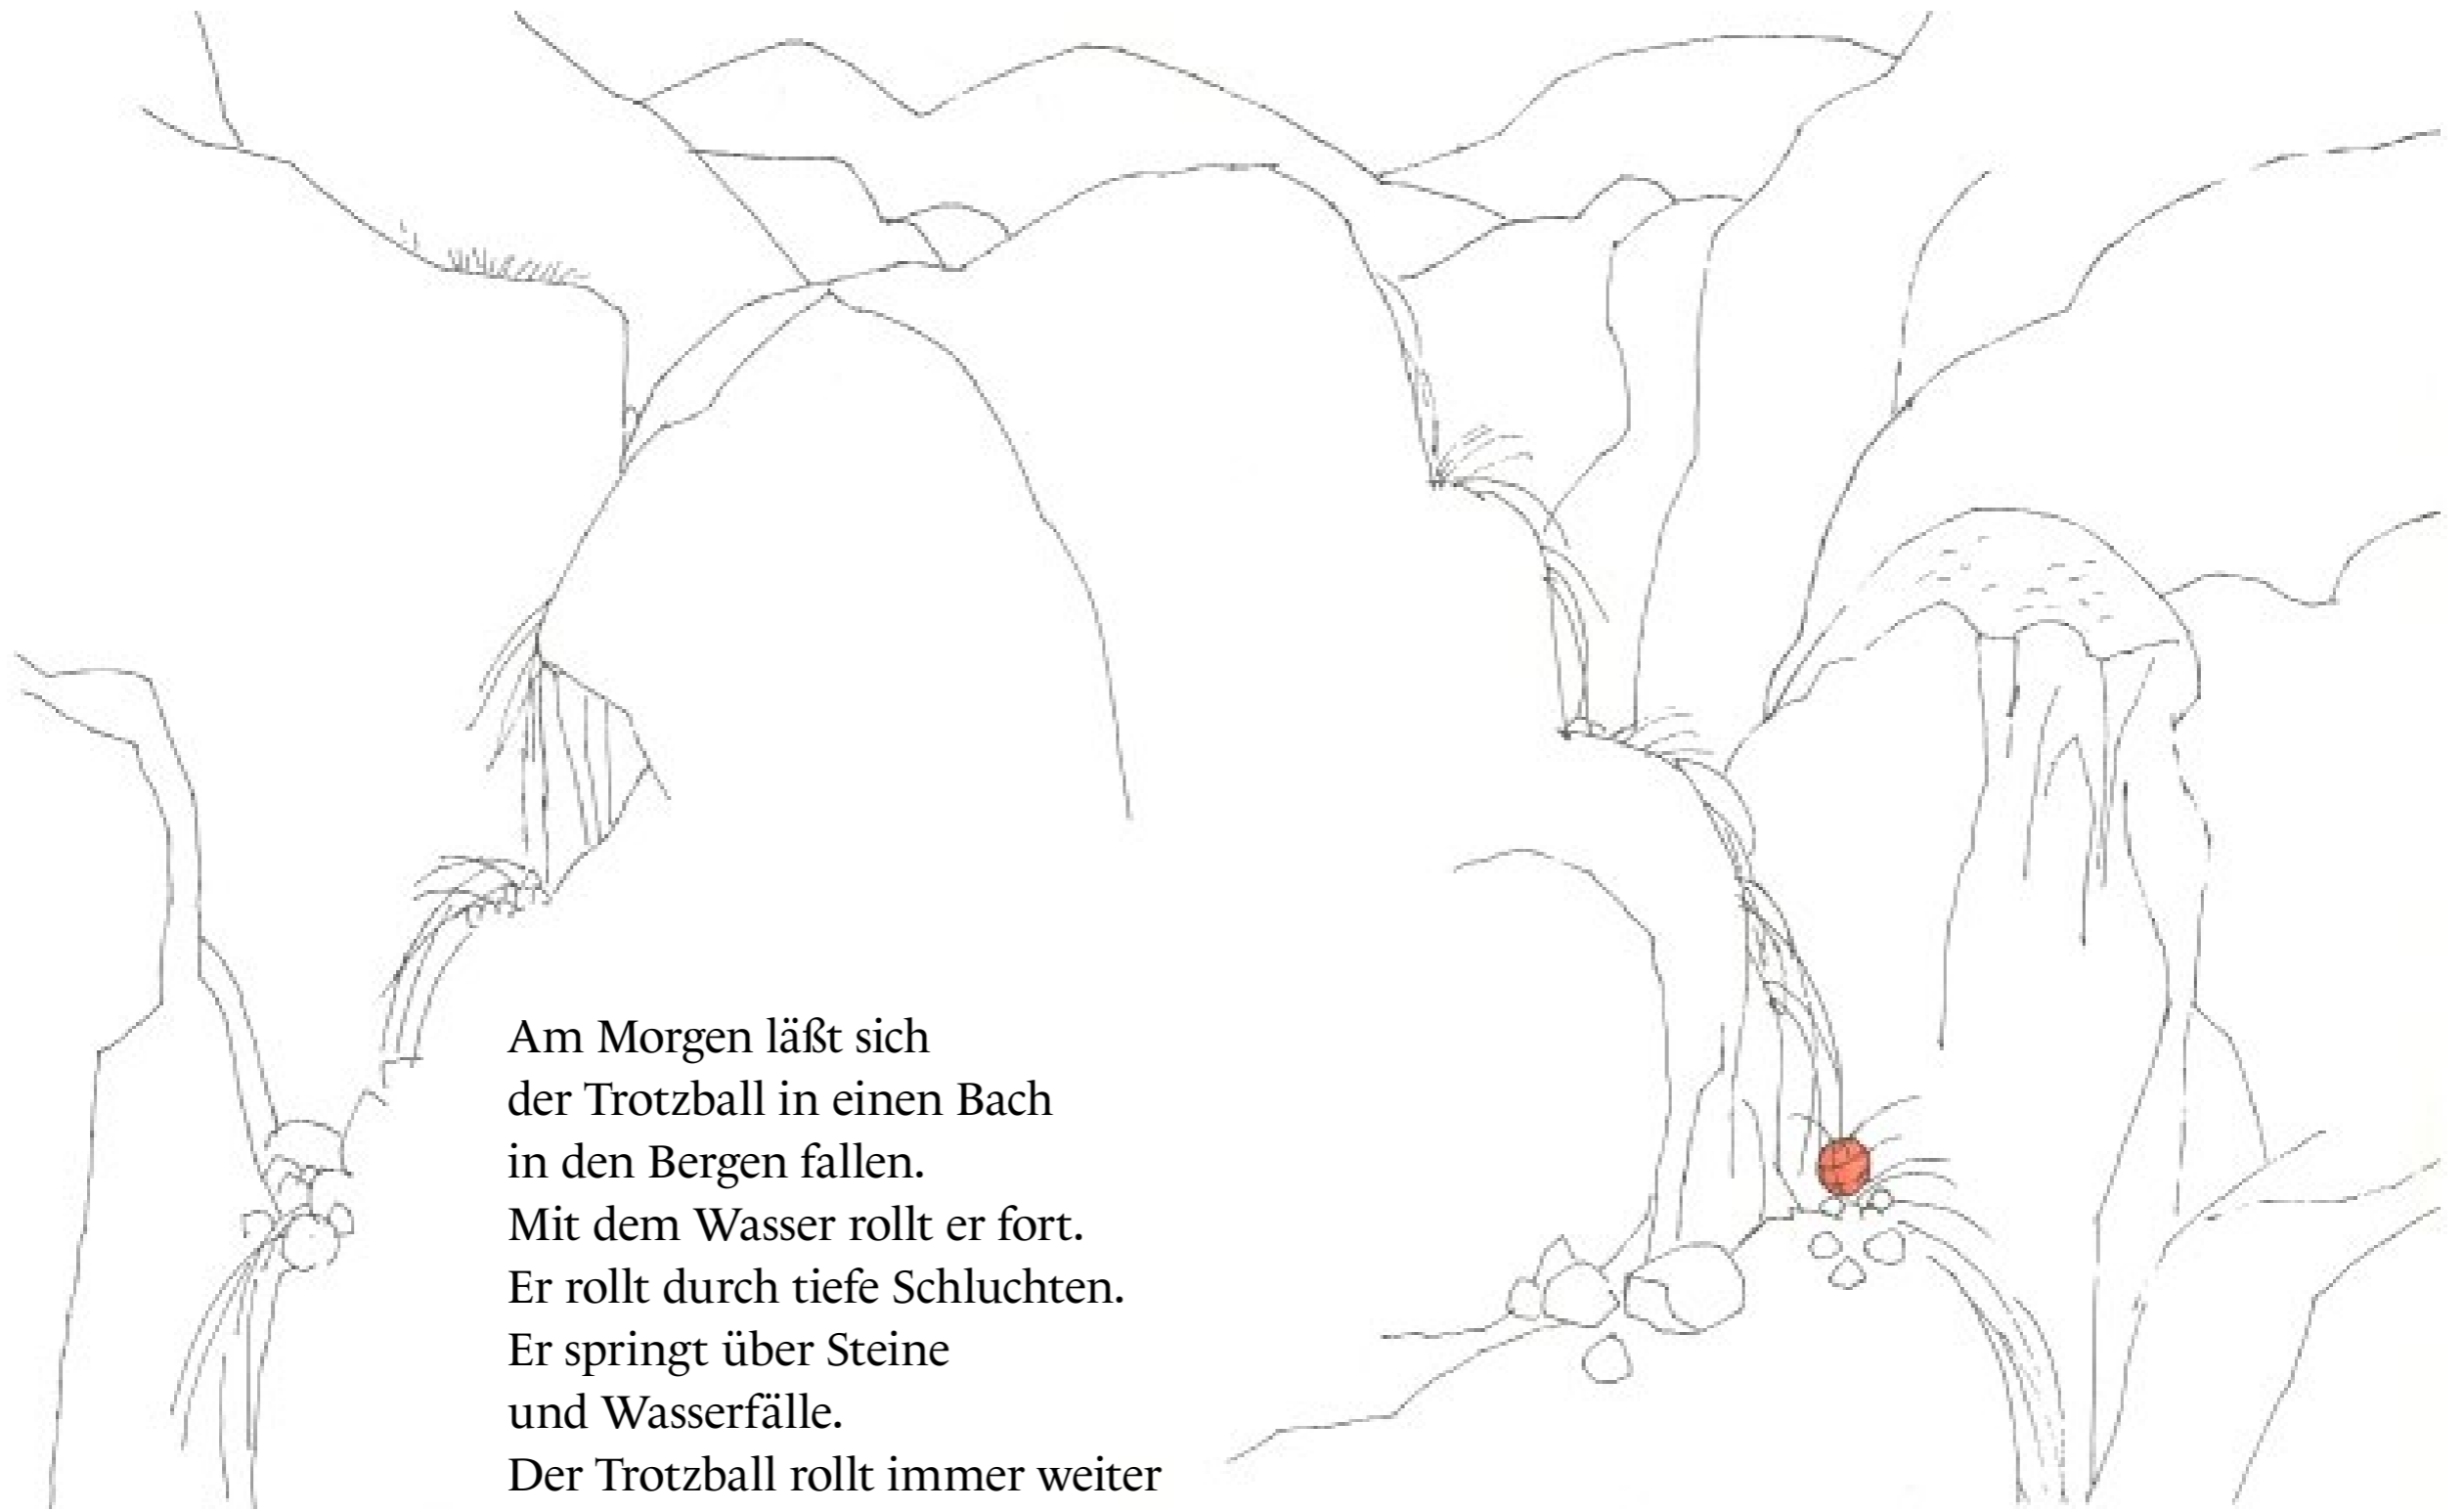 Am Morgen läßt sich
der Trotzball in einen Bach
in den Bergen fallen.
Mit dem Wasser rollt er fort.
Er rollt durch tiefe Schluchten.
Er springt über Steine
und Wasserfälle.
Der Trotzball rollt immer weiter